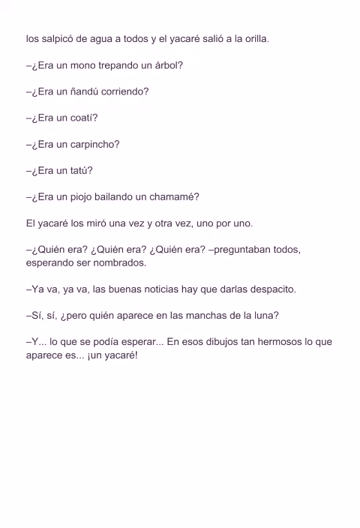 los salpicó de agua a todos y el yacaré salió a la orilla.
–¿Era un mono trepando un árbol?
–¿Era un ñandú corriendo?
–¿Era un coatí?
–¿Era un carpincho?
–¿Era un tatú?
–¿Era un piojo bailando un chamamé?
El yacaré los miró una vez y otra vez, uno por uno.
–¿Quién era? ¿Quién era? ¿Quién era? –preguntaban todos,
esperando ser nombrados.
–Ya va, ya va, las buenas noticias hay que darlas despacito.
–Sí, sí, ¿pero quién aparece en las manchas de la luna?
–Y... lo que se podía esperar... En esos dibujos tan hermosos lo que
aparece es... ¡un yacaré!